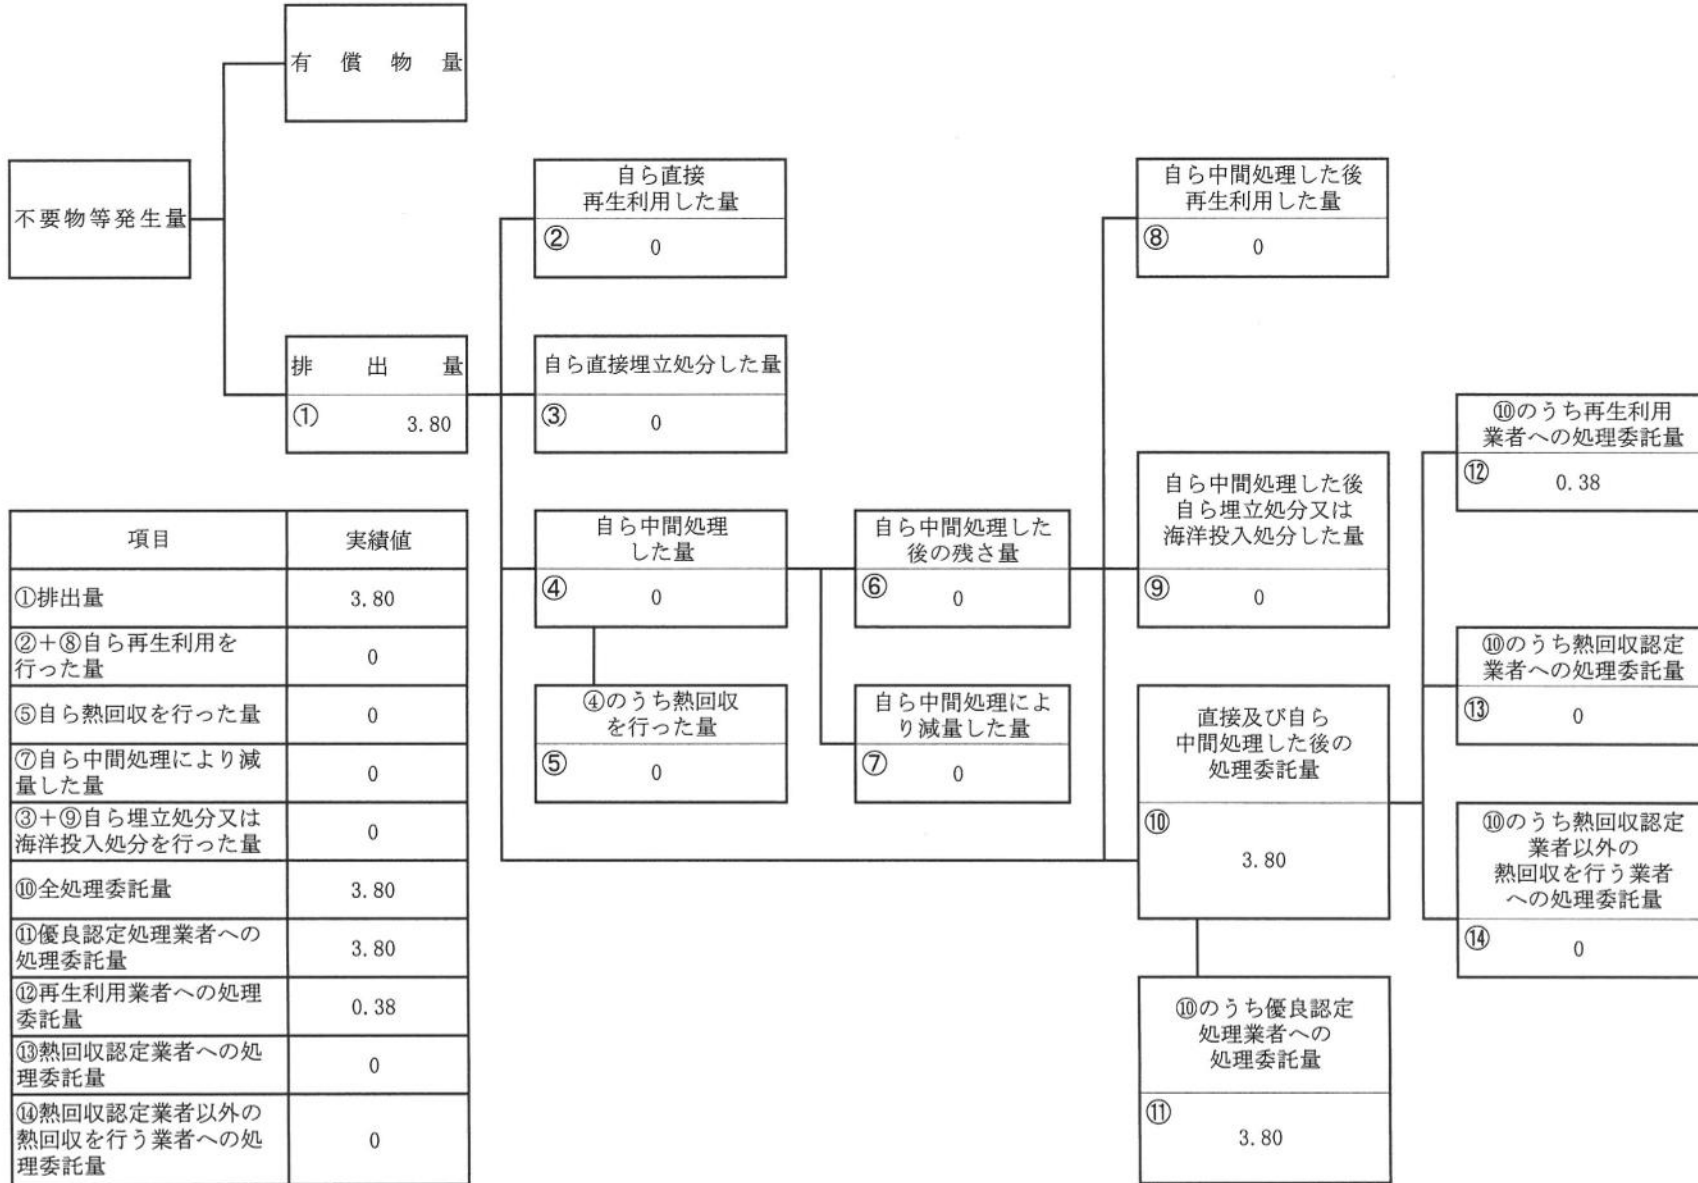 有償物量
不要物等発生量
排出量
① 3.80
自ら直接
再生利用した量
② 0
自ら直接埋立処分した量
③ 0
自ら中間処理
した量
④ 0
④のうち熱回収
を行った量
⑤ 0
自ら中間処理した
後の残さ量
⑥ 0
自ら中間処理によ
り減量した量
⑦ 0
自ら中間処理した後
再生利用した量
⑧ 0
自ら中間処理した後
自ら埋立処分又は
海洋投入処分した量
⑨ 0
直接及び自ら
中間処理した後の
処理委託量
⑩ 3.80
⑩のうち優良認定
処理業者への
処理委託量
⑪ 3.80
⑩のうち再生利用
業者への処理委託量
⑫ 0.38
⑩のうち熱回収認定
業者への処理委託量
⑬ 0
⑩のうち熱回収認定
業者以外の
熱回収を行う業者
への処理委託量
⑭ 0
項目 実績値
①排出量 3.80
②+⑧自ら再生利用を
行った量 0
⑤自ら熱回収を行った量 0
⑦自ら中間処理により減
量した量 0
③+⑨自ら埋立処分又は
海洋投入処分を行った量 0
⑩全処理委託量 3.80
⑪優良認定処理業者への
処理委託量 3.80
⑫再生利用業者への処理
委託量 0.38
⑬熱回収認定業者への処
理委託量 0
⑭熱回収認定業者以外の
熱回収を行う業者への処
理委託量 0